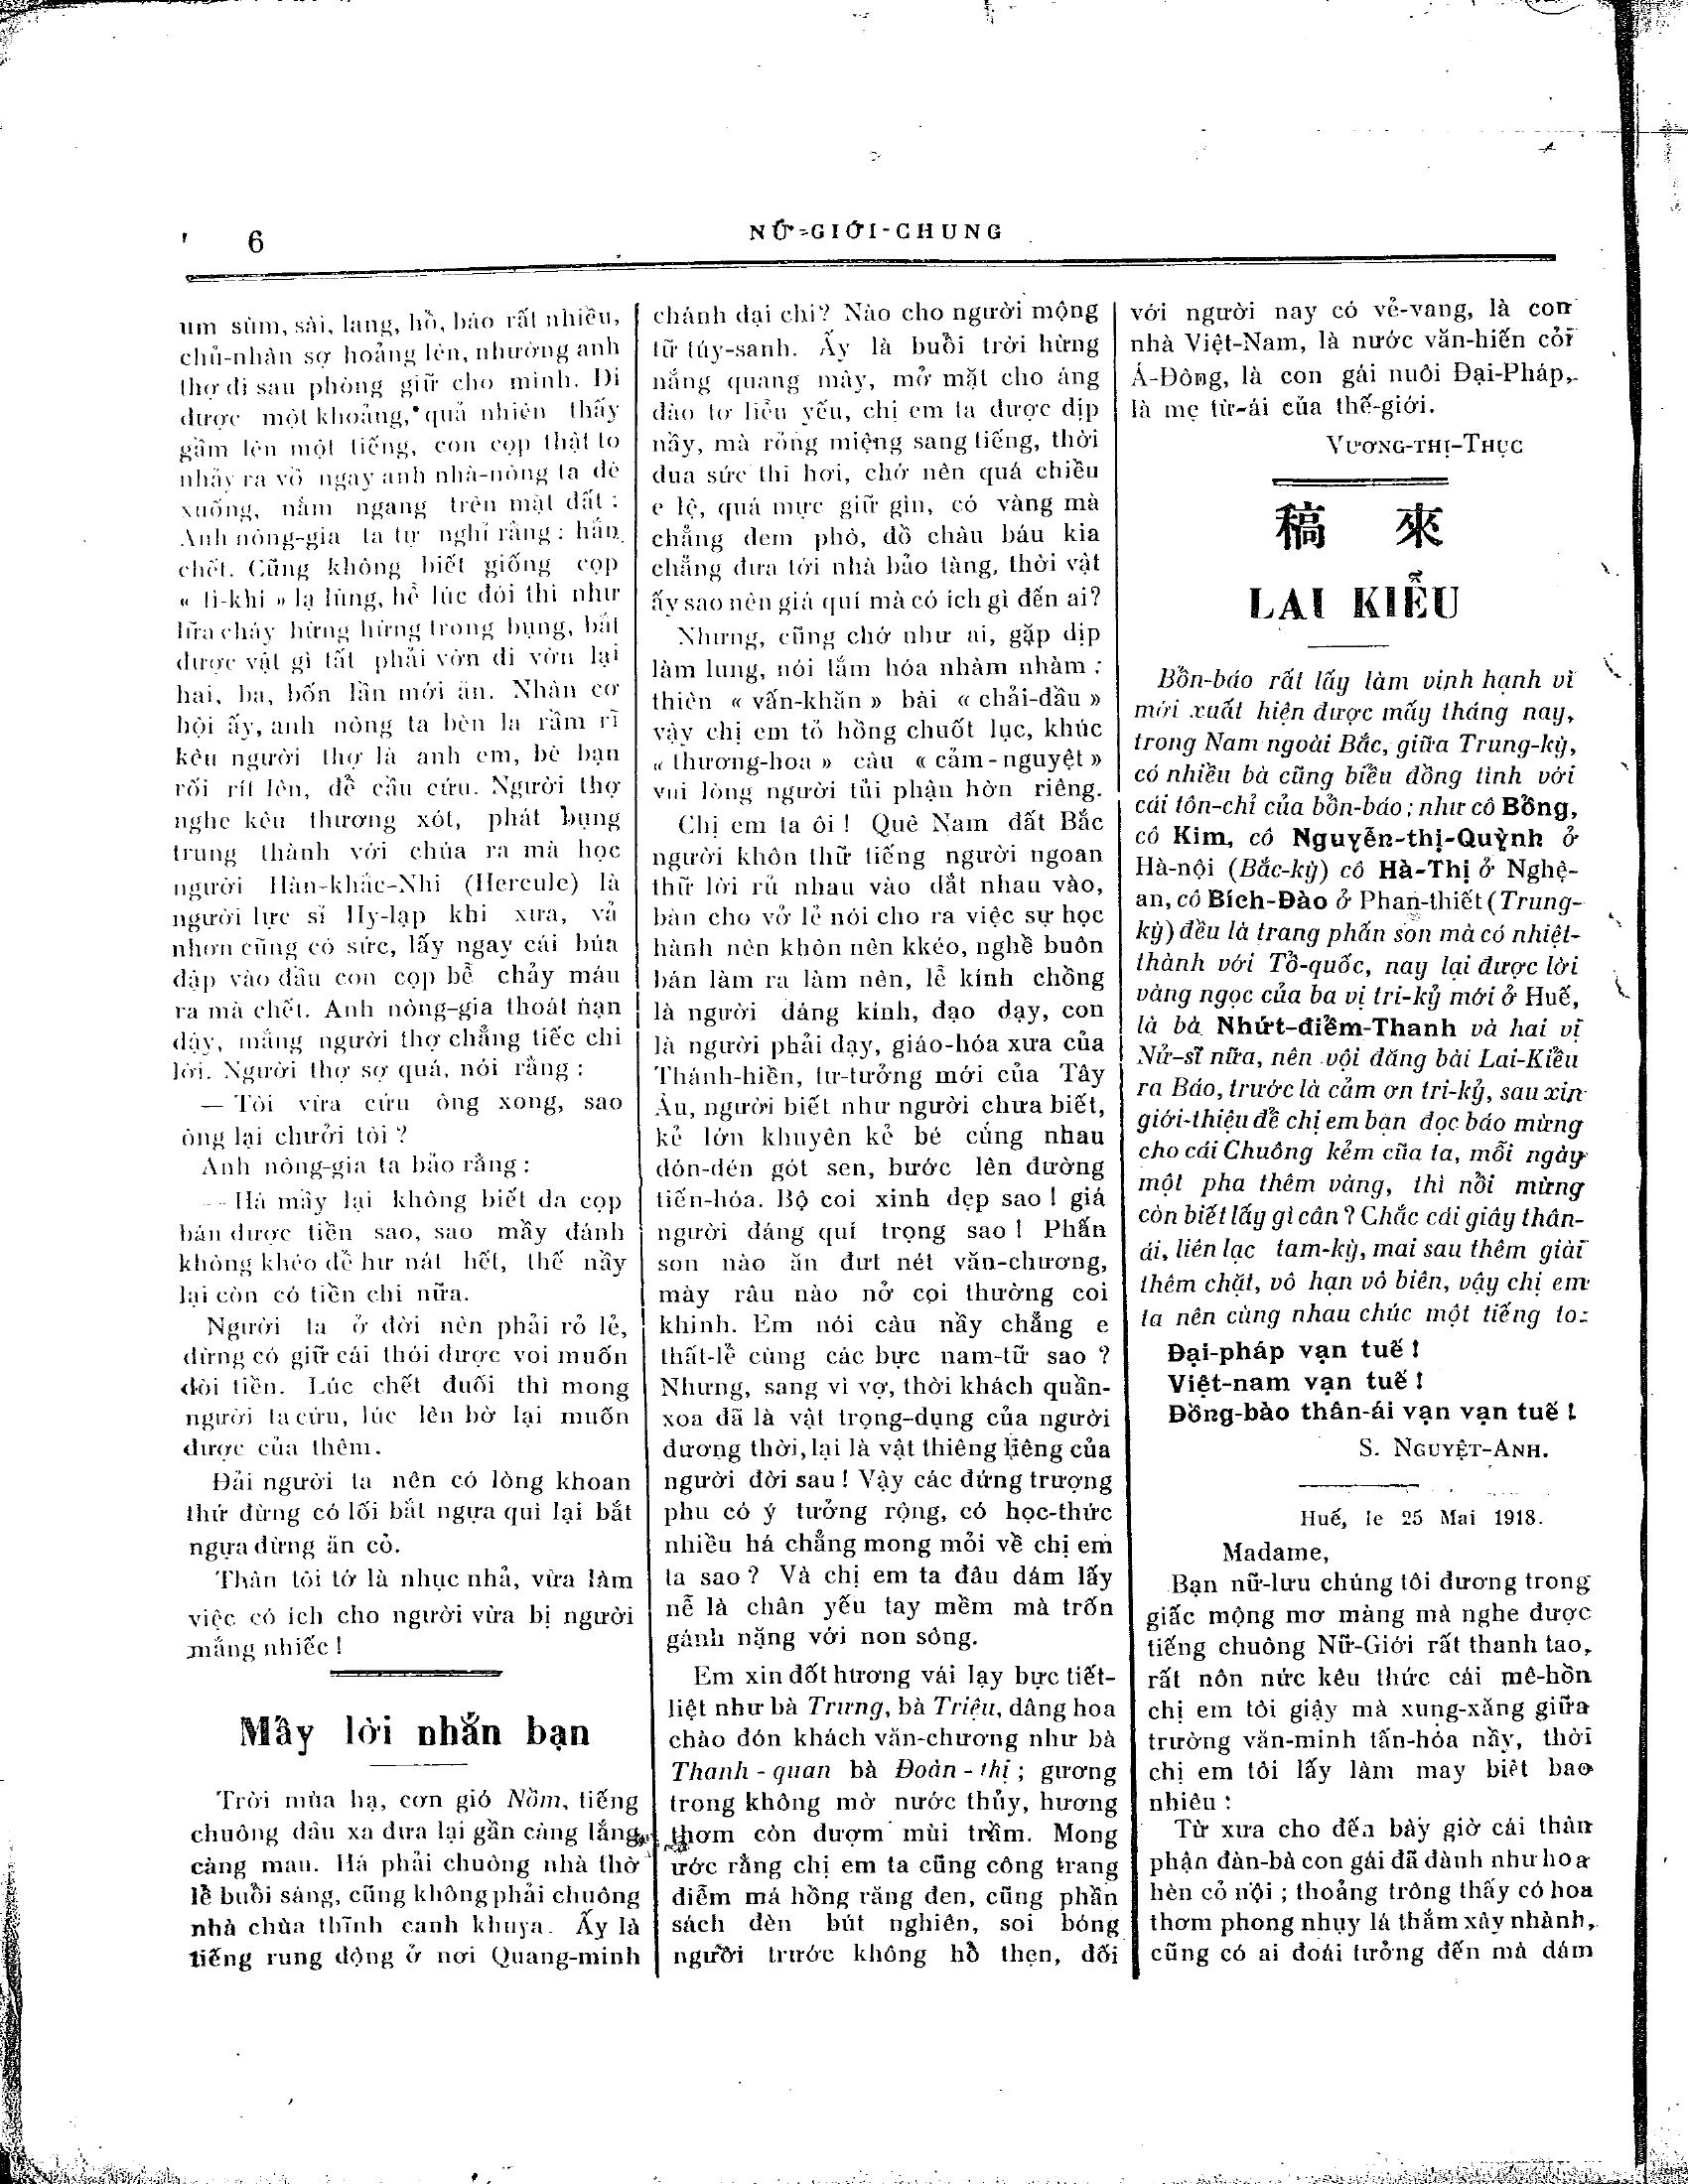 6
NỮ-GIỚI-CHUNG
um sùm, sài, lang, hồ, báo rất nhiều,
chủ-nhàn sợ hoảng lên, nhường anh
thợ đi sau phòng giữ cho mình. Đi
được một khoảng, quả nhiên thấy
gầm lên một tiếng, con cọp thật to
nhảy ra vồ ngay anh nhà-nông ta đè
xuống, nằm ngang trên mặt đất :
Anh nông-gia ta tự nghĩ rằng : hẳn
chết. Cũng không biết giống cọp
« li-khi » lạ lùng, hễ lúc đói thì như
lữa cháy hừng hừng trong bụng, bắt
được vật gì tất phải vờn đi vờn lại
hai, ba, bốn lần mới ăn. Nhân cơ
hội ấy, anh nông ta bèn la rầm rĩ
kêu người thợ là anh em, bè bạn
rối rít lên, để cầu cứu. Người thợ
nghe kêu thương xót, phát bụng
trung thành với chúa ra mà học
người Hàn-khắc-Nhi (Hercule) là
người lực sĩ Hy-lạp khi xưa, vả
nhơn cũng có sức, lấy ngay cái búa
đập vào đầu con cọp bể chảy máu
ra mà chết. Anh nông-gia thoát nạn
dậy, mắng người thợ chẳng tiếc chi
lời. Người thợ sợ quá, nói rằng :
— Tôi vừa cứu ông xong, sao
ông lại chưởi tôi ?
Anh nông-gia ta bảo rằng :
— Há mầy lại không biết da cọp
bán được tiền sao, sao mầy đánh
không khéo để hư nát hết, thế nầy
lại còn có tiền chi nữa.
Người ta ở đời nên phải rỏ lẻ,
đừng có giữ cái thói được voi muốn
đòi tiền. Lúc chết đuối thì mong
người ta cứu, lúc lên bờ lại muốn
được của thêm.
Đải người ta nên có lòng khoan
thứ đừng có lối bắt ngựa qui lại bắt
ngựa đừng ăn cỏ.
Thân tôi tớ là nhục nhả, vừa làm
việc có ích cho người vừa bị người
mắng nhiếc !
Mấy lời nhắn bạn
Trời mùa hạ, cơn gió Nồm, tiếng
chuông đâu xa đưa lại gần càng lắng
càng mau. Há phải chuông nhà thờ
lễ buổi sáng, cũng không phải chuông
nhà chùa thĩnh canh khuya. Ấy là
tiếng rung động ở nơi Quang-minh
chánh đại chi ? Nào cho người mộng
tữ túy-sanh. Ấy là buổi trời hừng
nắng quang mây, mở mặt cho áng
đào tơ liễu yếu, chị em ta được dịp
nầy, mà rỏng miệng sang tiếng, thời
đua sức thi hơi, chớ nên quá chiều
e lệ, quá mực giữ gìn, có vàng mà
chẳng đem phô, đồ châu báu kia
chẳng đưa tới nhà bảo tàng, thời vật
ấy sao nên giá quí mà có ích gì đến ai?
Nhưng, cũng chớ như ai, gặp dịp
làm lung, nói lắm hóa nhàm nhàm :
thiên « vấn-khăn » bài « chải-đầu »
vậy chị em tỏ hồng chuốt lục, khúc
« thương-hoa » câu « cảm-nguyệt »
vui lòng người tủi phận hờn riêng.
Chị em ta ôi ! Quê Nam đất Bắc
người khôn thữ tiếng người ngoan
thữ lời rủ nhau vào dắt nhau vào,
bàn cho vở lẻ nói cho ra việc sự học
hành nên khôn nên kkéo, nghề buôn
bán làm ra làm nên, lễ kính chồng
là người đáng kính, đạo dạy, con
là người phải dạy, giáo-hóa xưa của
Thánh-hiền, tư-tưởng mới của Tây
Âu, người biết như người chưa biết,
kẻ lớn khuyên kẻ bé cúng nhau
đón-dén gót sen, bước lên đường
tiến-hóa. Bộ coi xinh đẹp sao ! giá
người đáng quí trọng sao ! Phấn
son nào ăn đưt nét văn-chương,
mày râu nào nở coi thường coi
khinh. Em nói câu nầy chẳng e
thất-lễ cùng các bực nam-tữ sao ?
Nhưng, sang vì vợ, thời khách quần-
xoa đã là vật trọng-dụng của người
đương thời, lại là vật thiêng liêng của
người đời sau ! Vậy các đứng trượng
phu có ý tưởng rộng, có học-thức
nhiều há chẳng mong mỏi về chị em
ta sao ? Và chị em ta đâu dám lấy
nễ là chân yếu tay mềm mà trốn
gánh nặng với non sông.
Em xin đốt hương vái lạy bực tiết-
liệt như bà Trưng, bà Triệu, dâng hoa
chào đón khách văn-chương như bà
Thanh-quan bà Đoàn-thị ; gương
trong không mờ nước thủy, hương
thơm còn đượm mùi trầm. Mong
ước rằng chị em ta cũng công trang
điểm má hồng răng đen, cũng phần
sách đèn bút nghiên, soi bóng
người trước không hồ thẹn, đối
với người nay có vẻ-vang, là con
nhà Việt-Nam, là nước văn-hiến cỏi
Á-Đông, là con gái nuôi Đại-Pháp,
là mẹ từ-ái của thế-giới.
VƯƠNG-THỊ-THỤC
稿 來
LAI KIỂU
Bổn-báo rất lấy làm vinh hạnh vì
mới xuất hiện được mấy tháng nay,
trong Nam ngoài Bắc, giữa Trung-kỳ,
có nhiều bà cũng biểu đồng tình với
cái tôn-chỉ của bổn-báo ; như cô Bổng,
cô Kim, cô Nguyễn-thị-Quỳnh ở
Hà-nội (Bắc-kỳ) cô Hà-Thị ở Nghệ-
an, cô Bích-Đào ở Phan-thiết (Trung-
kỳ) đều là trang phấn son mà có nhiệt-
thành với Tổ-quốc, nay lại được lời
vàng ngọc của ba vị tri-kỷ mới ở Huế,
là bà Nhứt-điểm-Thanh và hai vị
Nử-sĩ nữa, nên vội đăng bài Lai-Kiểu
ra Báo, trước là cảm ơn tri-kỷ, sau xin
giới-thiệu để chị em bạn đọc báo mừng
cho cái Chuông kẻm cũa ta, mỗi ngày
một pha thêm vàng, thì nổi mừng
còn biết lấy gì cân ? Chắc cái giây thân-
ái, liên lạc tam-kỳ, mai sau thêm giài
thêm chặt, vô hạn vô biên, vậy chị em
ta nên cùng nhau chúc một tiếng to:
Đại-pháp vạn tuế !
Việt-nam vạn tuế !
Đồng-bào thân-ái vạn vạn tuế !
S. NGUYỆT-ANH.
Huế, le 25 Mai 1918.
Madame,
Bạn nữ-lưu chúng tôi đương trong
giấc mộng mơ màng mà nghe được
tiếng chuông Nữ-Giới rất thanh tao,
rất nôn nức kêu thức cái mê-hồn
chị em tôi giậy mà xung-xăng giữa
trường văn-minh tấn-hóa nầy, thời
chị em tôi lấy làm may biết bao
nhiêu :
Từ xưa cho đến bây giờ cái thân
phận đàn-bà con gái đã đành như hoa
hèn cỏ nội ; thoảng trông thấy có hoa
thơm phong nhụy lá thắm xây nhành,
cũng có ai đoái tưởng đến mà dám